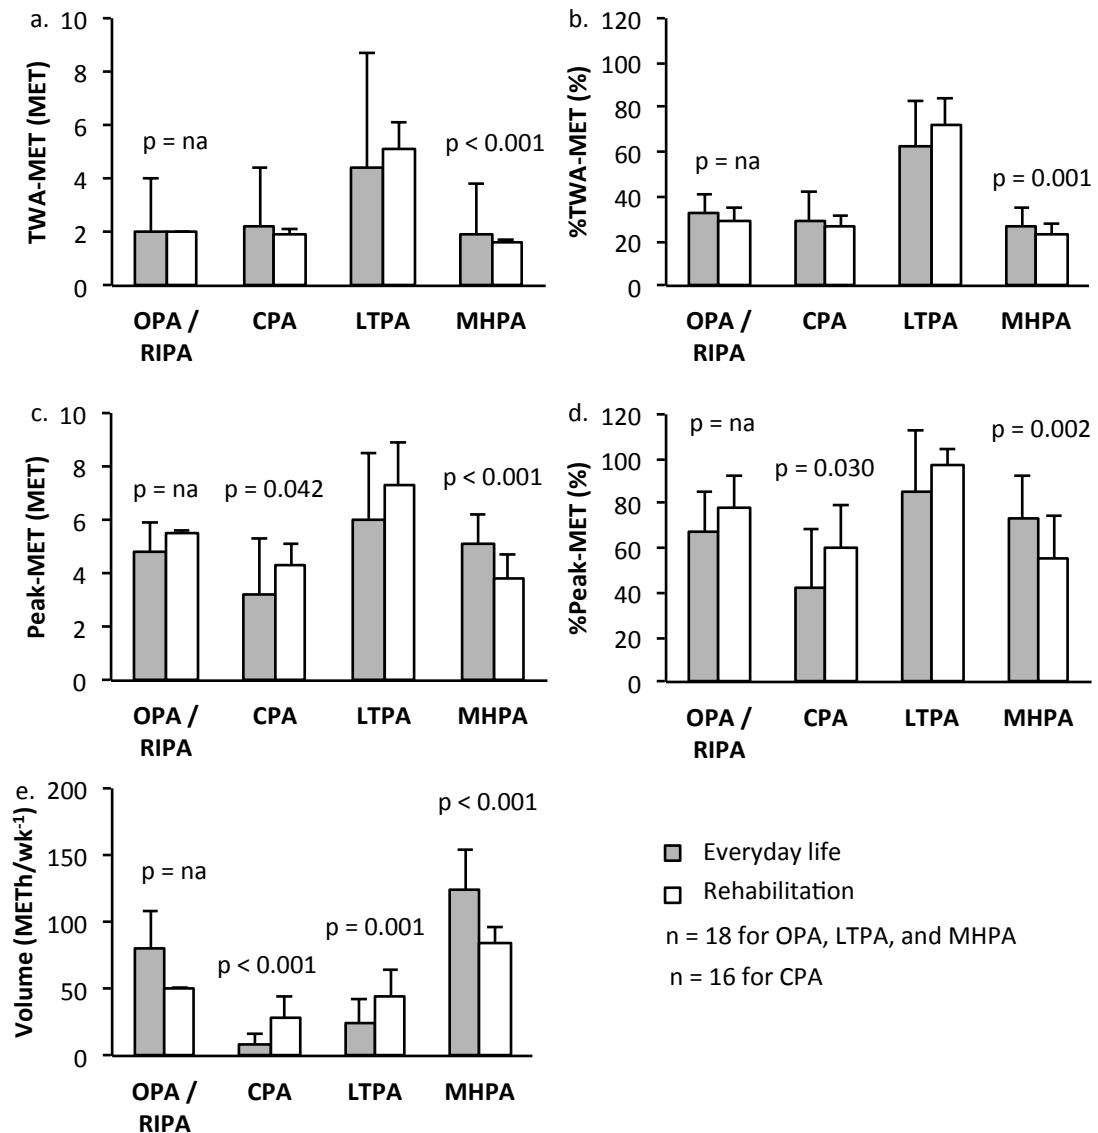 a.
TWA-MET (MET)
10
8
6
4
2
0
p = na
p < 0.001
OPA /
RIPA
CPA
LTPA
MHPA
b.
%TWA-MET (%)
120
100
80
60
40
20
0
p = na
p = 0.001
OPA /
RIPA
CPA
LTPA
MHPA
c.
Peak-MET (MET)
10
8
6
4
2
0
p = na
p = 0.042
p < 0.001
OPA /
RIPA
CPA
LTPA
MHPA
d.
%Peak-MET (%)
120
100
80
60
40
20
0
p = na
p = 0.030
p = 0.002
OPA /
RIPA
CPA
LTPA
MHPA
e.
Volume (METh/wk⁻¹)
200
150
100
50
0
p = na
p < 0.001
p = 0.001
p < 0.001
OPA /
RIPA
CPA
LTPA
MHPA
Everyday life
Rehabilitation
n = 18 for OPA, LTPA, and MHPA
n = 16 for CPA